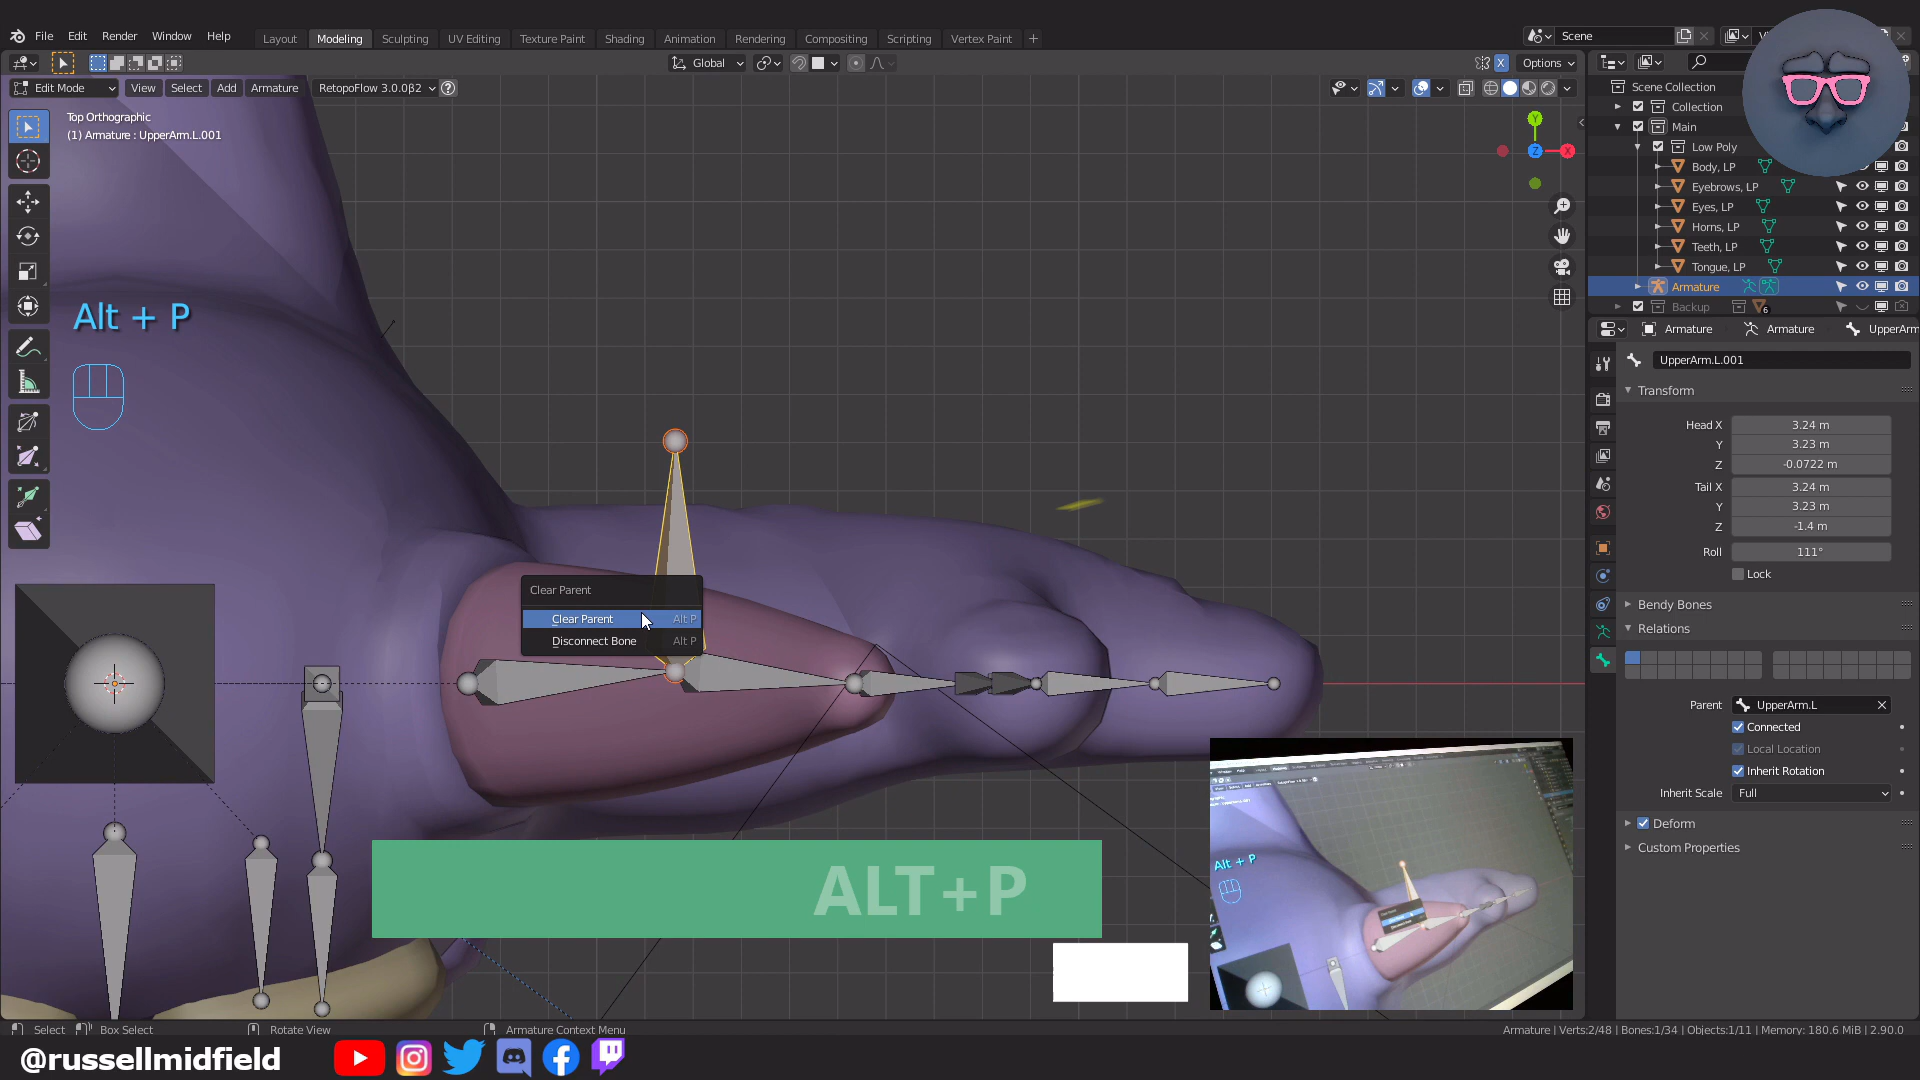 File Edit Render Window Help
Layout Modeling Sculpting UV Editing Texture Paint Shading Animation Rendering Compositing Scripting Vertex Paint +
Scene
Global
Options
Edit Mode View Select Add Armature RetopoFlow 3.0.0β2
Top Orthographic
(1) Armature : UpperArm.L.001
Y
Z
X
Alt + P
Clear Parent
Clear Parent Alt P
Disconnect Bone Alt P
ALT+P
Scene Collection
Collection
Main
Low Poly
Body, LP
Eyebrows, LP
Eyes, LP
Horns, LP
Teeth, LP
Tongue, LP
Armature
Backup
6
Armature Armature UpperArm
UpperArm.L.001
Transform
Head X 3.24 m
Y 3.23 m
Z -0.0722 m
Tail X 3.24 m
Y 3.23 m
Z -1.4 m
Roll 111°
Lock
Bendy Bones
Relations
Parent UpperArm.L
Connected
Local Location
Inherit Rotation
Inherit Scale Full
Deform
Custom Properties
Alt + P
Select Box Select Rotate View Armature Context Menu
Armature | Verts:2/48 | Bones:1/34 | Objects:1/11 | Memory: 180.6 MiB | 2.90.0
@russellmidfield